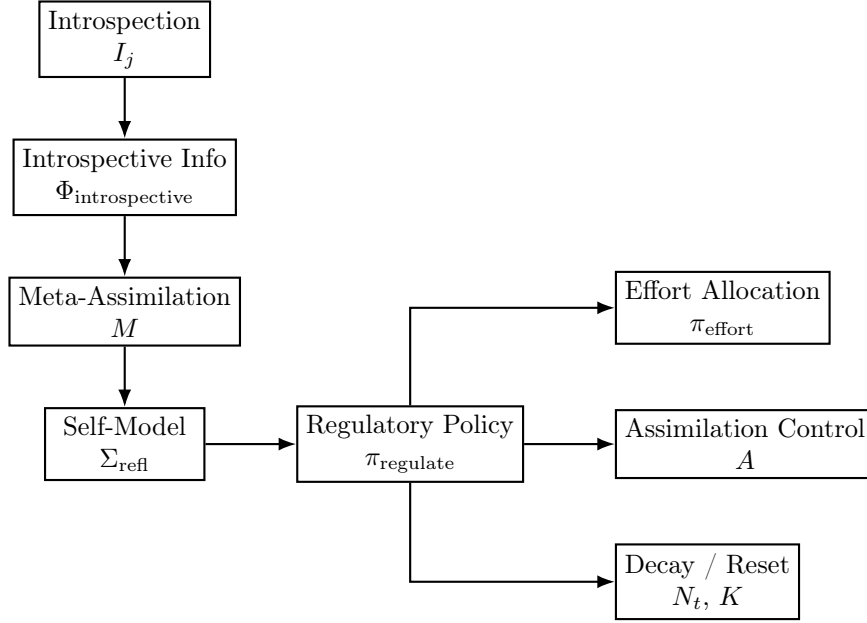 Introspection
I_j
Introspective Info
Φ_introspective
Meta-Assimilation
M
Self-Model
Σ_refl
Regulatory Policy
π_regulate
Effort Allocation
π_effort
Assimilation Control
A
Decay / Reset
N_t, K